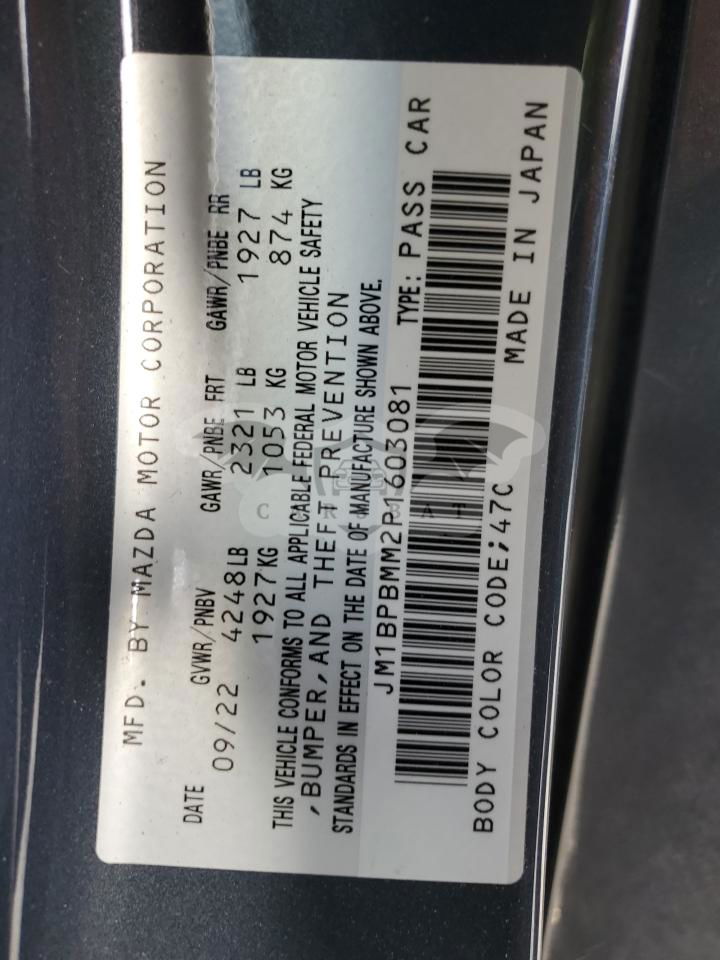 MFD. BY MAZDA MOTOR CORPORATION
DATE GVWR/PNBV GAWR/PNBE FRT GAWR/PNBE RR
09/22 4248LB 2321 LB 1927 LB
1927KG 1053 KG 874 KG
THIS VEHICLE CONFORMS TO ALL APPLICABLE FEDERAL MOTOR VEHICLE SAFETY
,BUMPER,AND THEFT PREVENTION
STANDARDS IN EFFECT ON THE DATE OF MANUFACTURE SHOWN ABOVE.
JM1BPBMM2P1603081 TYPE: PASS CAR
BODY COLOR CODE;47C MADE IN JAPAN